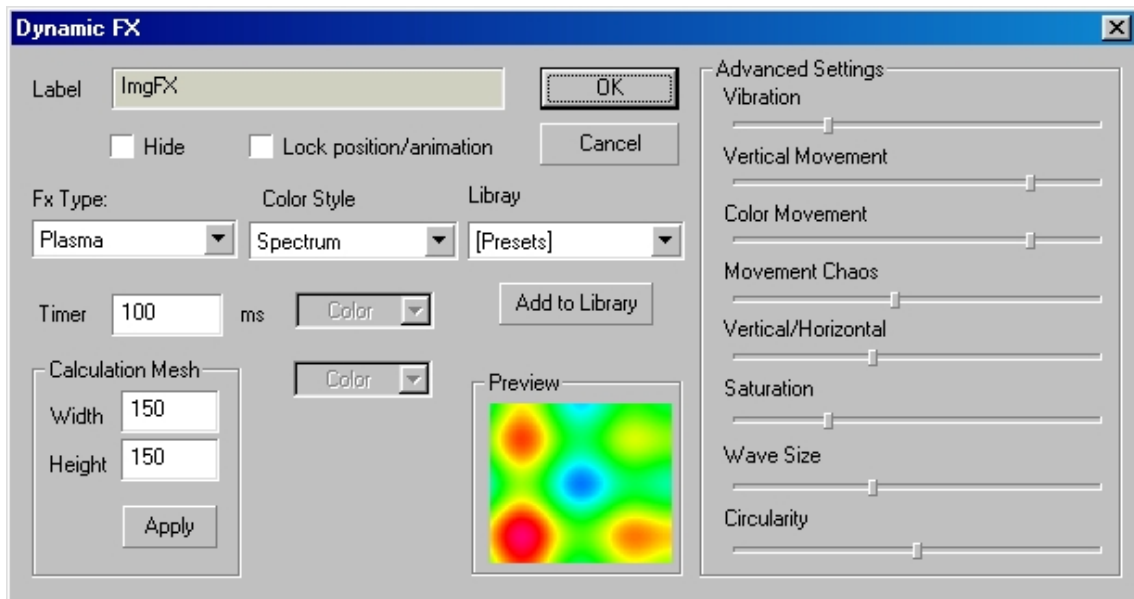 Dynamic FX
Label
ImgFX
OK
Hide
Lock position/animation
Cancel
Fx Type:
Color Style
Libray
Plasma
Spectrum
[Presets]
Timer
100
ms
Color
Add to Library
Color
Calculation Mesh
Width
150
Height
150
Apply
Preview
Advanced Settings
Vibration
Vertical Movement
Color Movement
Movement Chaos
Vertical/Horizontal
Saturation
Wave Size
Circularity